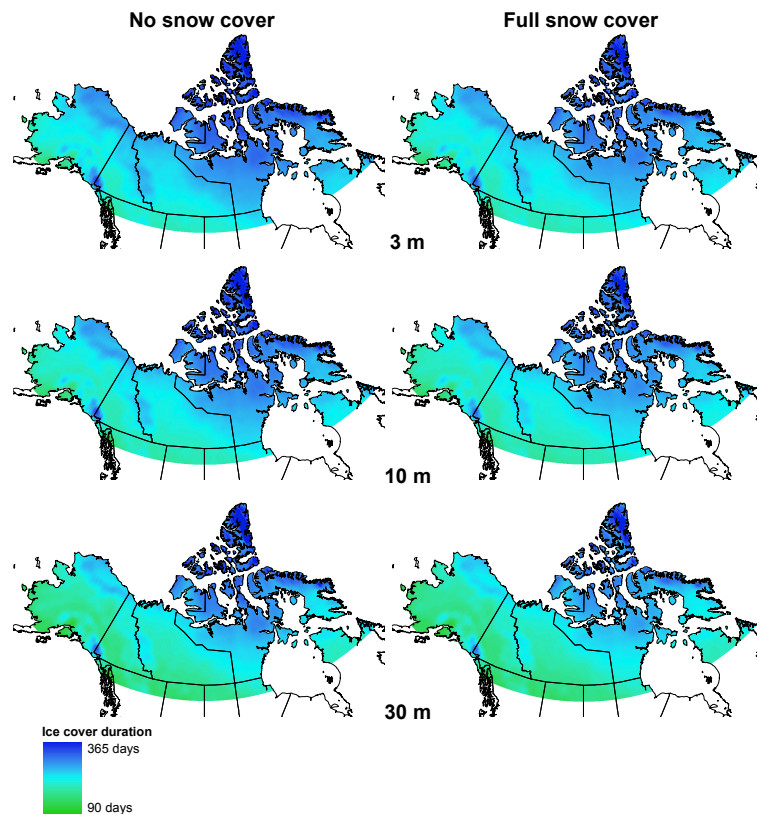 No snow cover
Full snow cover
3 m
10 m
30 m
Ice cover duration
365 days
90 days